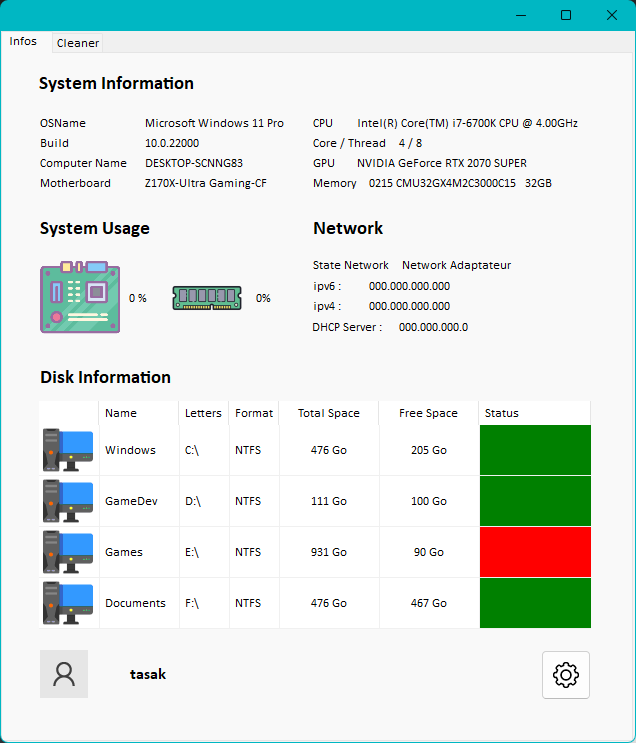 Infos Cleaner
System Information
OSName Microsoft Windows 11 Pro CPU Intel(R) Core(TM) i7-6700K CPU @ 4.00GHz
Build 10.0.22000 Core / Thread 4 / 8
Computer Name DESKTOP-SCNNG83 GPU NVIDIA GeForce RTX 2070 SUPER
Motherboard Z170X-Ultra Gaming-CF Memory 0215 CMU32GX4M2C3000C15 32GB
System Usage Network
State Network Network Adaptateur
0 % 0% ipv6 : 000.000.000.000
ipv4 : 000.000.000.000
DHCP Server : 000.000.000.0
Disk Information
Name Letters Format Total Space Free Space Status
Windows C:\ NTFS 476 Go 205 Go
GameDev D:\ NTFS 111 Go 100 Go
Games E:\ NTFS 931 Go 90 Go
Documents F:\ NTFS 476 Go 467 Go
tasak